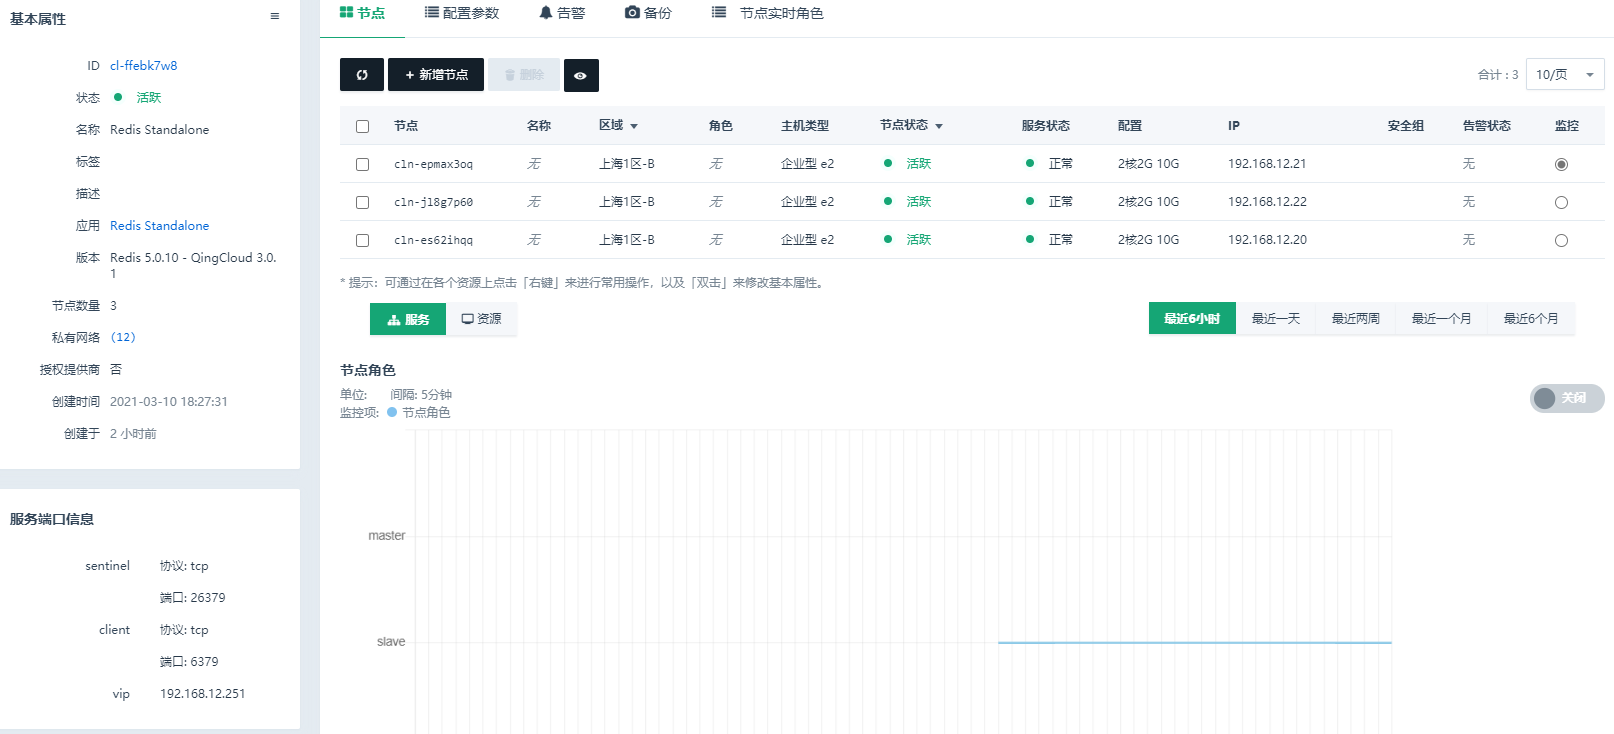 基本属性
ID cl-ffebk7w8
状态 活跃
名称 Redis Standalone
标签
描述
应用 Redis Standalone
版本 Redis 5.0.10 - QingCloud 3.0.
1
节点数量 3
私有网络 (12)
授权提供商 否
创建时间 2021-03-10 18:27:31
创建于 2 小时前
服务端口信息
sentinel 协议: tcp
端口: 26379
client 协议: tcp
端口: 6379
vip 192.168.12.251
节点 配置参数 告警 备份 节点实时角色
+ 新增节点 删除 合计 : 3 10/页
节点 名称 区域 角色 主机类型 节点状态 服务状态 配置 IP 安全组 告警状态 监控
cln-epmax3oq 无 上海1区-B 无 企业型 e2 活跃 正常 2核2G 10G 192.168.12.21 无
cln-jl8g7p60 无 上海1区-B 无 企业型 e2 活跃 正常 2核2G 10G 192.168.12.22 无
cln-es62ihqq 无 上海1区-B 无 企业型 e2 活跃 正常 2核2G 10G 192.168.12.20 无
* 提示：可通过在各个资源上点击「右键」来进行常用操作，以及「双击」来修改基本属性。
服务 资源 最近6小时 最近一天 最近两周 最近一个月 最近6个月
节点角色
单位: 间隔: 5分钟
监控项: 节点角色
关闭
master
slave